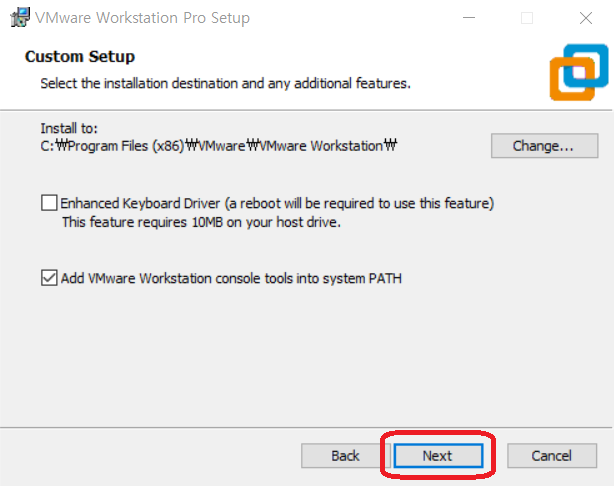 VMware Workstation Pro Setup
Custom Setup
Select the installation destination and any additional features.
Install to:
C:₩Program Files (x86)₩VMware₩VMware Workstation₩
Change...
Enhanced Keyboard Driver (a reboot will be required to use this feature)
This feature requires 10MB on your host drive.
Add VMware Workstation console tools into system PATH
Back
Next
Cancel